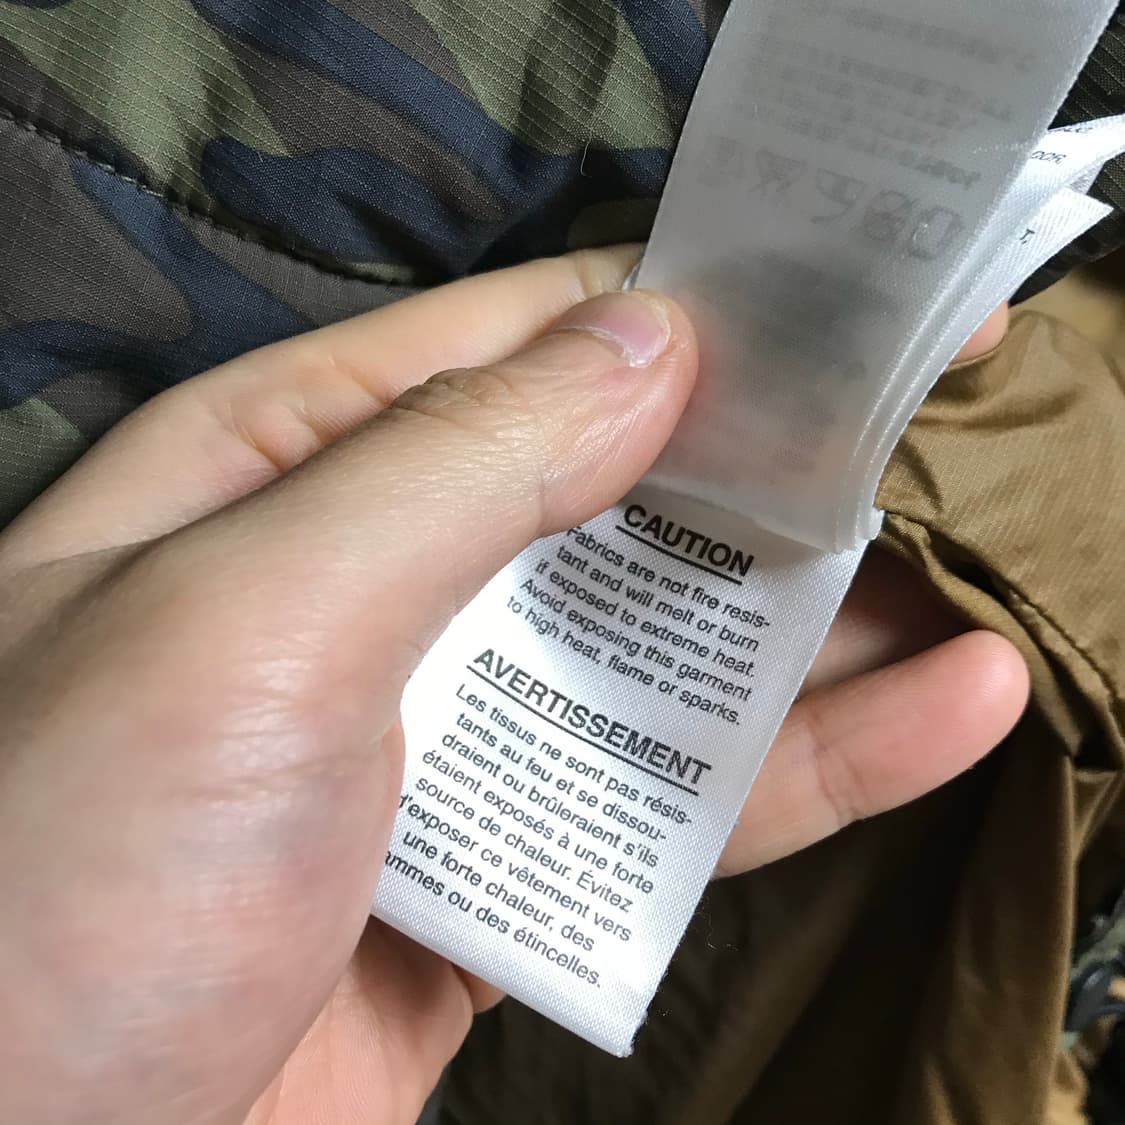 CAUTION
Fabrics are not fire resis-
tant and will melt or burn
if exposed to extreme heat.
Avoid exposing this garment
to high heat, flame or sparks.
AVERTISSEMENT
Les tissus ne sont pas résis-
tants au feu et se dissou-
draient ou brûleraient s'ils
étaient exposés à une forte
source de chaleur. Évitez
d'exposer ce vêtement vers
une forte chaleur, des
ou des étincelles.